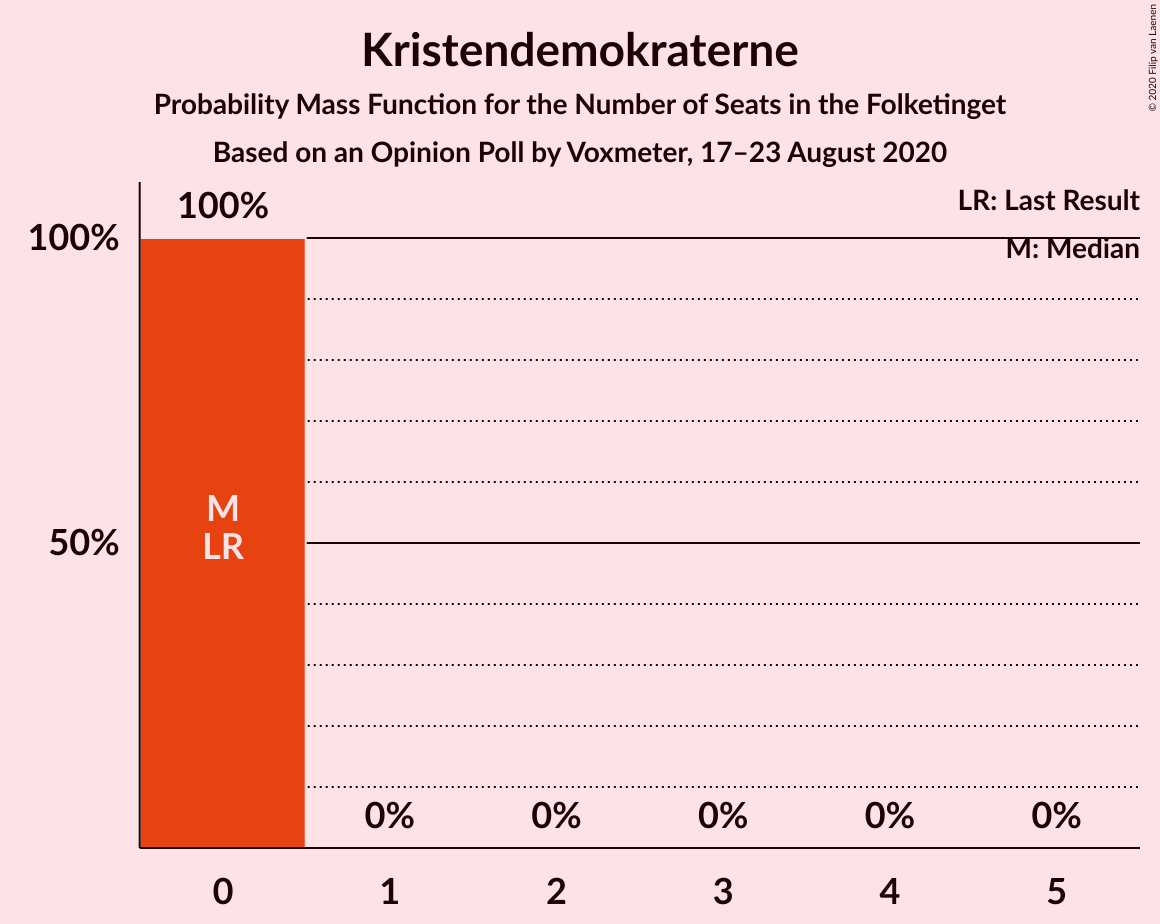 Kristendemokraterne
Probability Mass Function for the Number of Seats in the Folketinget
Based on an Opinion Poll by Voxmeter, 17–23 August 2020
© 2020 Filip van Laenen
LR: Last Result
M: Median
100%
100%
50%
M
LR
0% 0% 0% 0% 0%
0 1 2 3 4 5